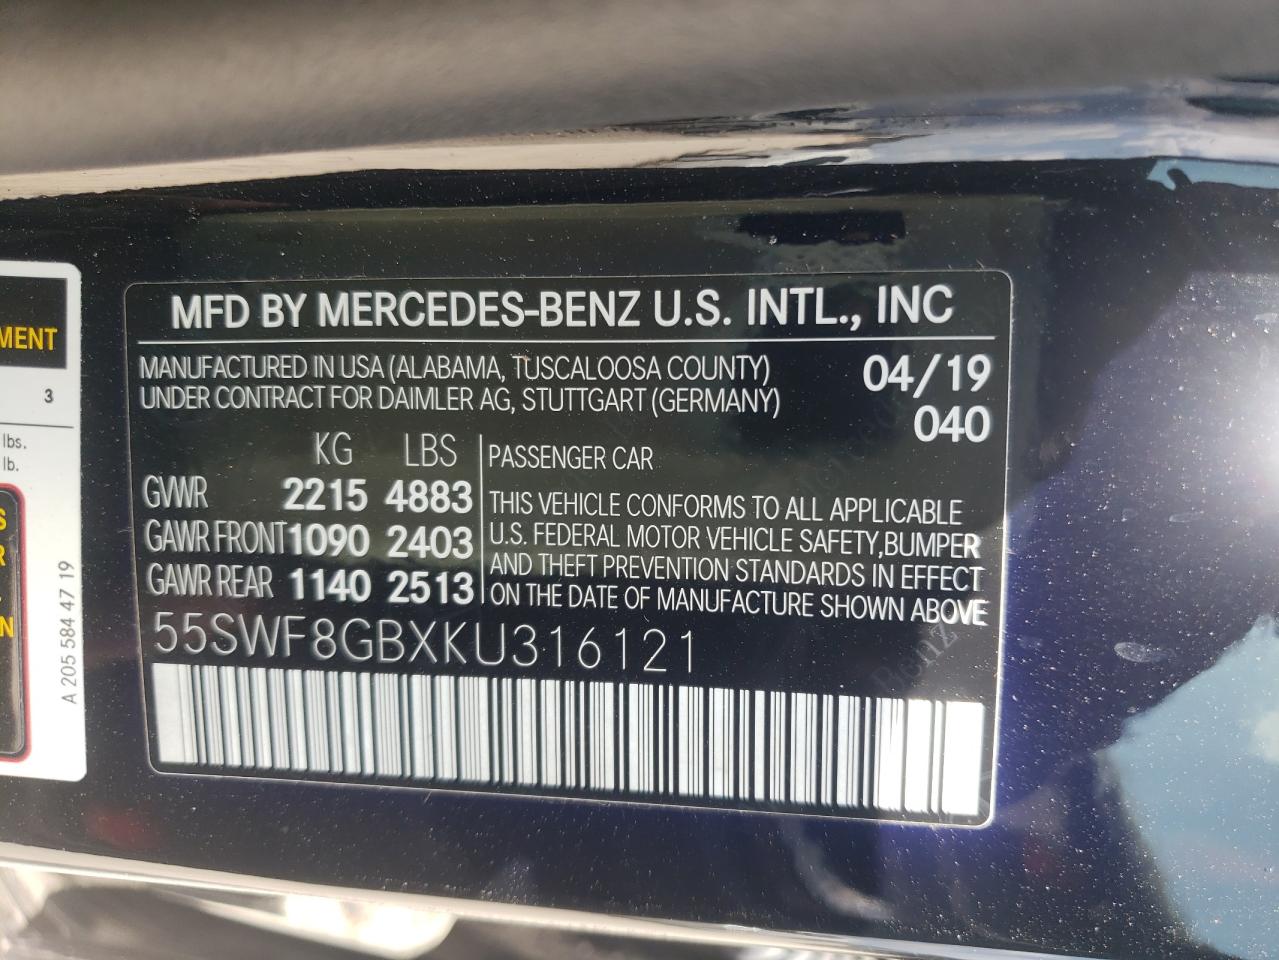 MFD BY MERCEDES-BENZ U.S. INTL., INC
MANUFACTURED IN USA (ALABAMA, TUSCALOOSA COUNTY) 04/19
UNDER CONTRACT FOR DAIMLER AG, STUTTGART (GERMANY) 040
KG LBS
GVWR 2215 4883
GAWR FRONT 1090 2403
GAWR REAR 1140 2513
PASSENGER CAR
THIS VEHICLE CONFORMS TO ALL APPLICABLE
U.S. FEDERAL MOTOR VEHICLE SAFETY,BUMPER
AND THEFT PREVENTION STANDARDS IN EFFECT
ON THE DATE OF MANUFACTURE SHOWN ABOVE
55SWF8GBXKU316121
MENT
3
lbs.
lb.
S
R
N
A 205 584 47 19
Benz